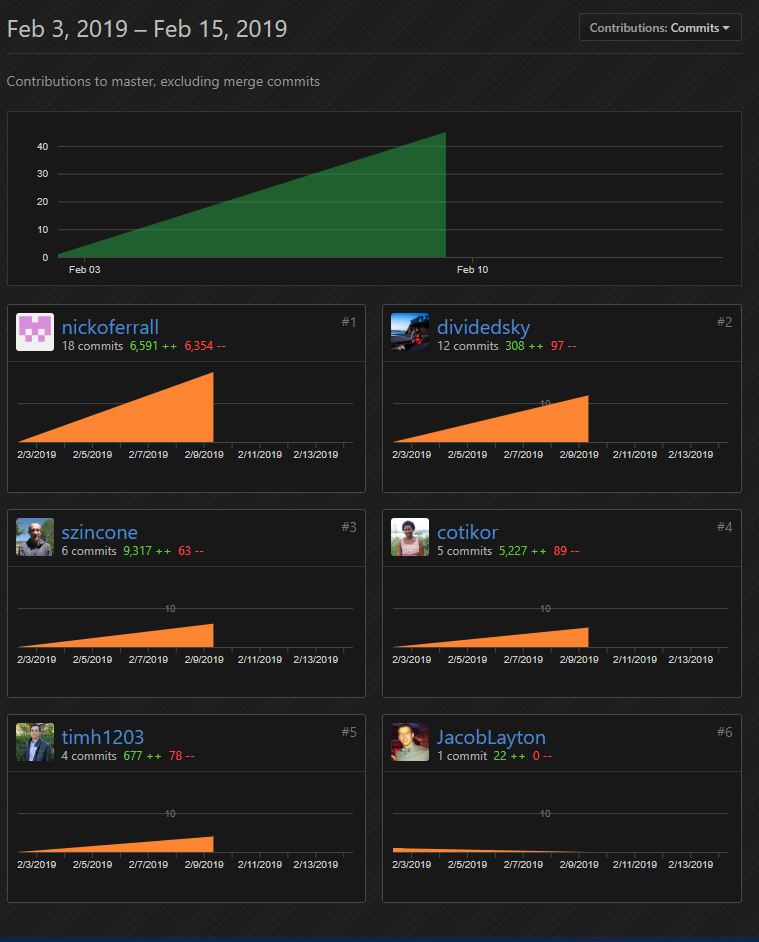 Feb 3, 2019 – Feb 15, 2019
Contributions: Commits
Contributions to master, excluding merge commits
40
30
20
10
0
Feb 03 Feb 10
nickoferrall #1
18 commits 6,591 ++ 6,354 --
2/3/2019 2/5/2019 2/7/2019 2/9/2019 2/11/2019 2/13/2019
dividedsky #2
12 commits 308 ++ 97 --
10
2/3/2019 2/5/2019 2/7/2019 2/9/2019 2/11/2019 2/13/2019
szincone #3
6 commits 9,317 ++ 63 --
10
2/3/2019 2/5/2019 2/7/2019 2/9/2019 2/11/2019 2/13/2019
cotikor #4
5 commits 5,227 ++ 89 --
10
2/3/2019 2/5/2019 2/7/2019 2/9/2019 2/11/2019 2/13/2019
timh1203 #5
4 commits 677 ++ 78 --
10
2/3/2019 2/5/2019 2/7/2019 2/9/2019 2/11/2019 2/13/2019
JacobLayton #6
1 commit 22 ++ 0 --
10
2/3/2019 2/5/2019 2/7/2019 2/9/2019 2/11/2019 2/13/2019